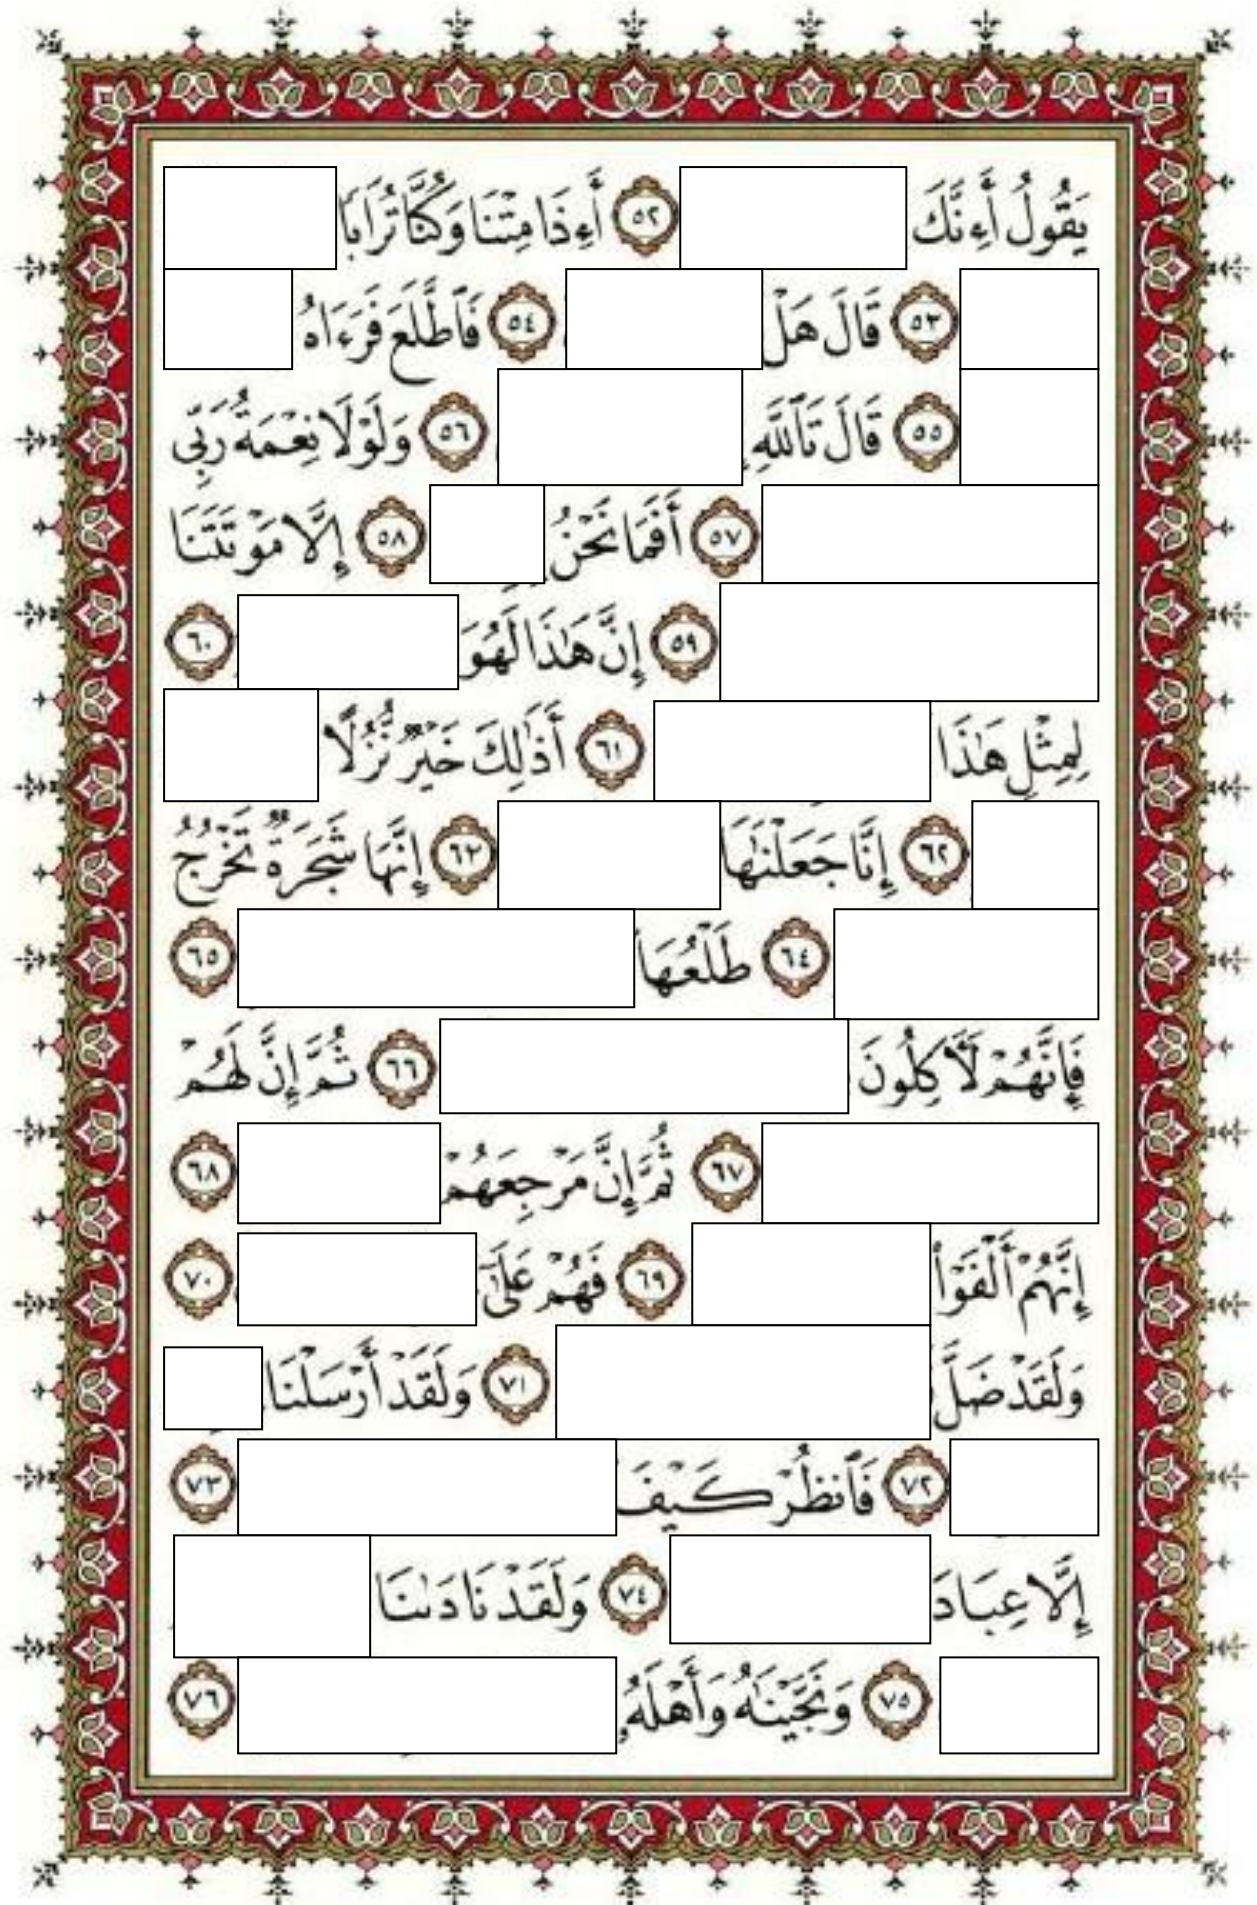 يَقُولُ أَءِنَّكَ ٥٢ أَءِذَا مِتْنَا وَكُنَّا تُرَابًا
٥٣ قَالَ هَلْ ٥٤ فَٱطَّلَعَ فَرَءَاهُ
٥٥ قَالَ تَٱللَّهِ ٥٦ وَلَوْلَا نِعْمَةُ رَبِّى
٥٧ أَفَمَا نَحْنُ ٥٨ إِلَّا مَوْتَتَنَا
٥٩ إِنَّ هَٰذَا لَهُوَ ٦٠
لِمِثْلِ هَٰذَا ٦١ أَذَٰلِكَ خَيْرٌ نُّزُلًا
٦٢ إِنَّا جَعَلْنَٰهَا ٦٣ إِنَّهَا شَجَرَةٌ تَخْرُجُ
٦٤ طَلْعُهَا ٦٥
فَإِنَّهُمْ لَءَاكِلُونَ ٦٦ ثُمَّ إِنَّ لَهُمْ
٦٧ ثُمَّ إِنَّ مَرْجِعَهُمْ ٦٨
إِنَّهُمْ أَلْفَوْا۟ ٦٩ فَهُمْ عَلَىٰٓ ٧٠
وَلَقَدْ ضَلَّ ٧١ وَلَقَدْ أَرْسَلْنَا
٧٢ فَٱنظُرْ كَيْفَ ٧٣
إِلَّا عِبَادَ ٧٤ وَلَقَدْ نَادَىٰنَا
٧٥ وَنَجَّيْنَٰهُ وَأَهْلَهُۥ ٧٦